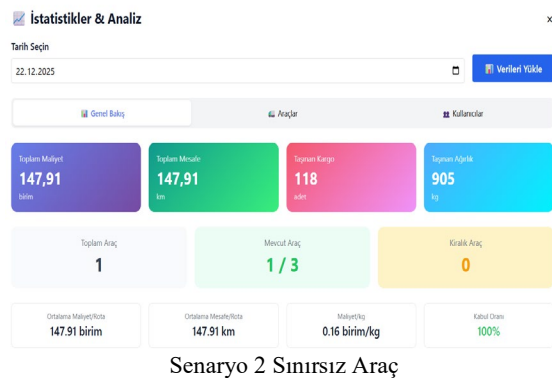 İstatistikler & Analiz
x
Tarih Seçin
22.12.2025
Verileri Yükle
Genel Bakış
Araçlar
Kullanıcılar
Toplam Maliyet
147,91
birim
Toplam Mesafe
147,91
km
Taşınan Kargo
118
adet
Taşınan Ağırlık
905
kg
Toplam Araç
1
Mevcut Araç
1 / 3
Kiralık Araç
0
Ortalama Maliyet/Rota
147.91 birim
Ortalama Mesafe/Rota
147.91 km
Maliyet/kg
0.16 birim/kg
Kabul Oranı
100%
Senaryo 2 Sınırsız Araç